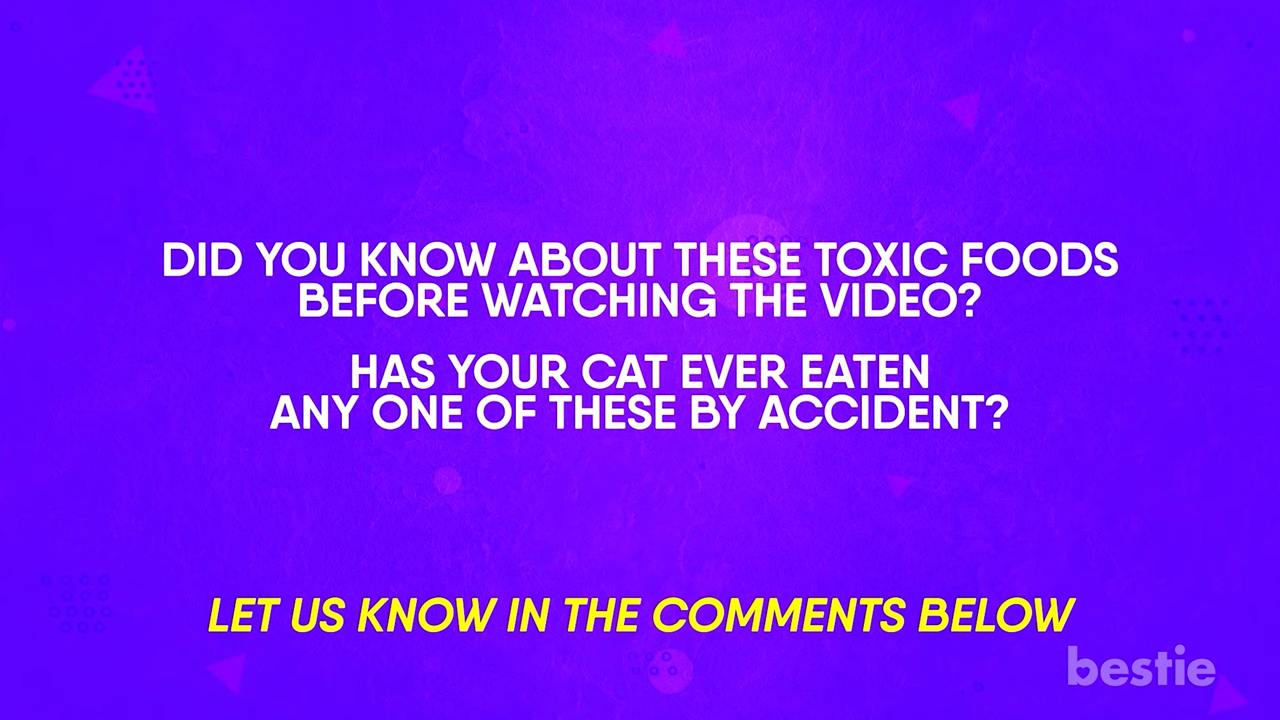 DID YOU KNOW ABOUT THESE TOXIC FOODS
BEFORE WATCHING THE VIDEO?
HAS YOUR CAT EVER EATEN
ANY ONE OF THESE BY ACCIDENT?
LET US KNOW IN THE COMMENTS BELOW
bestie